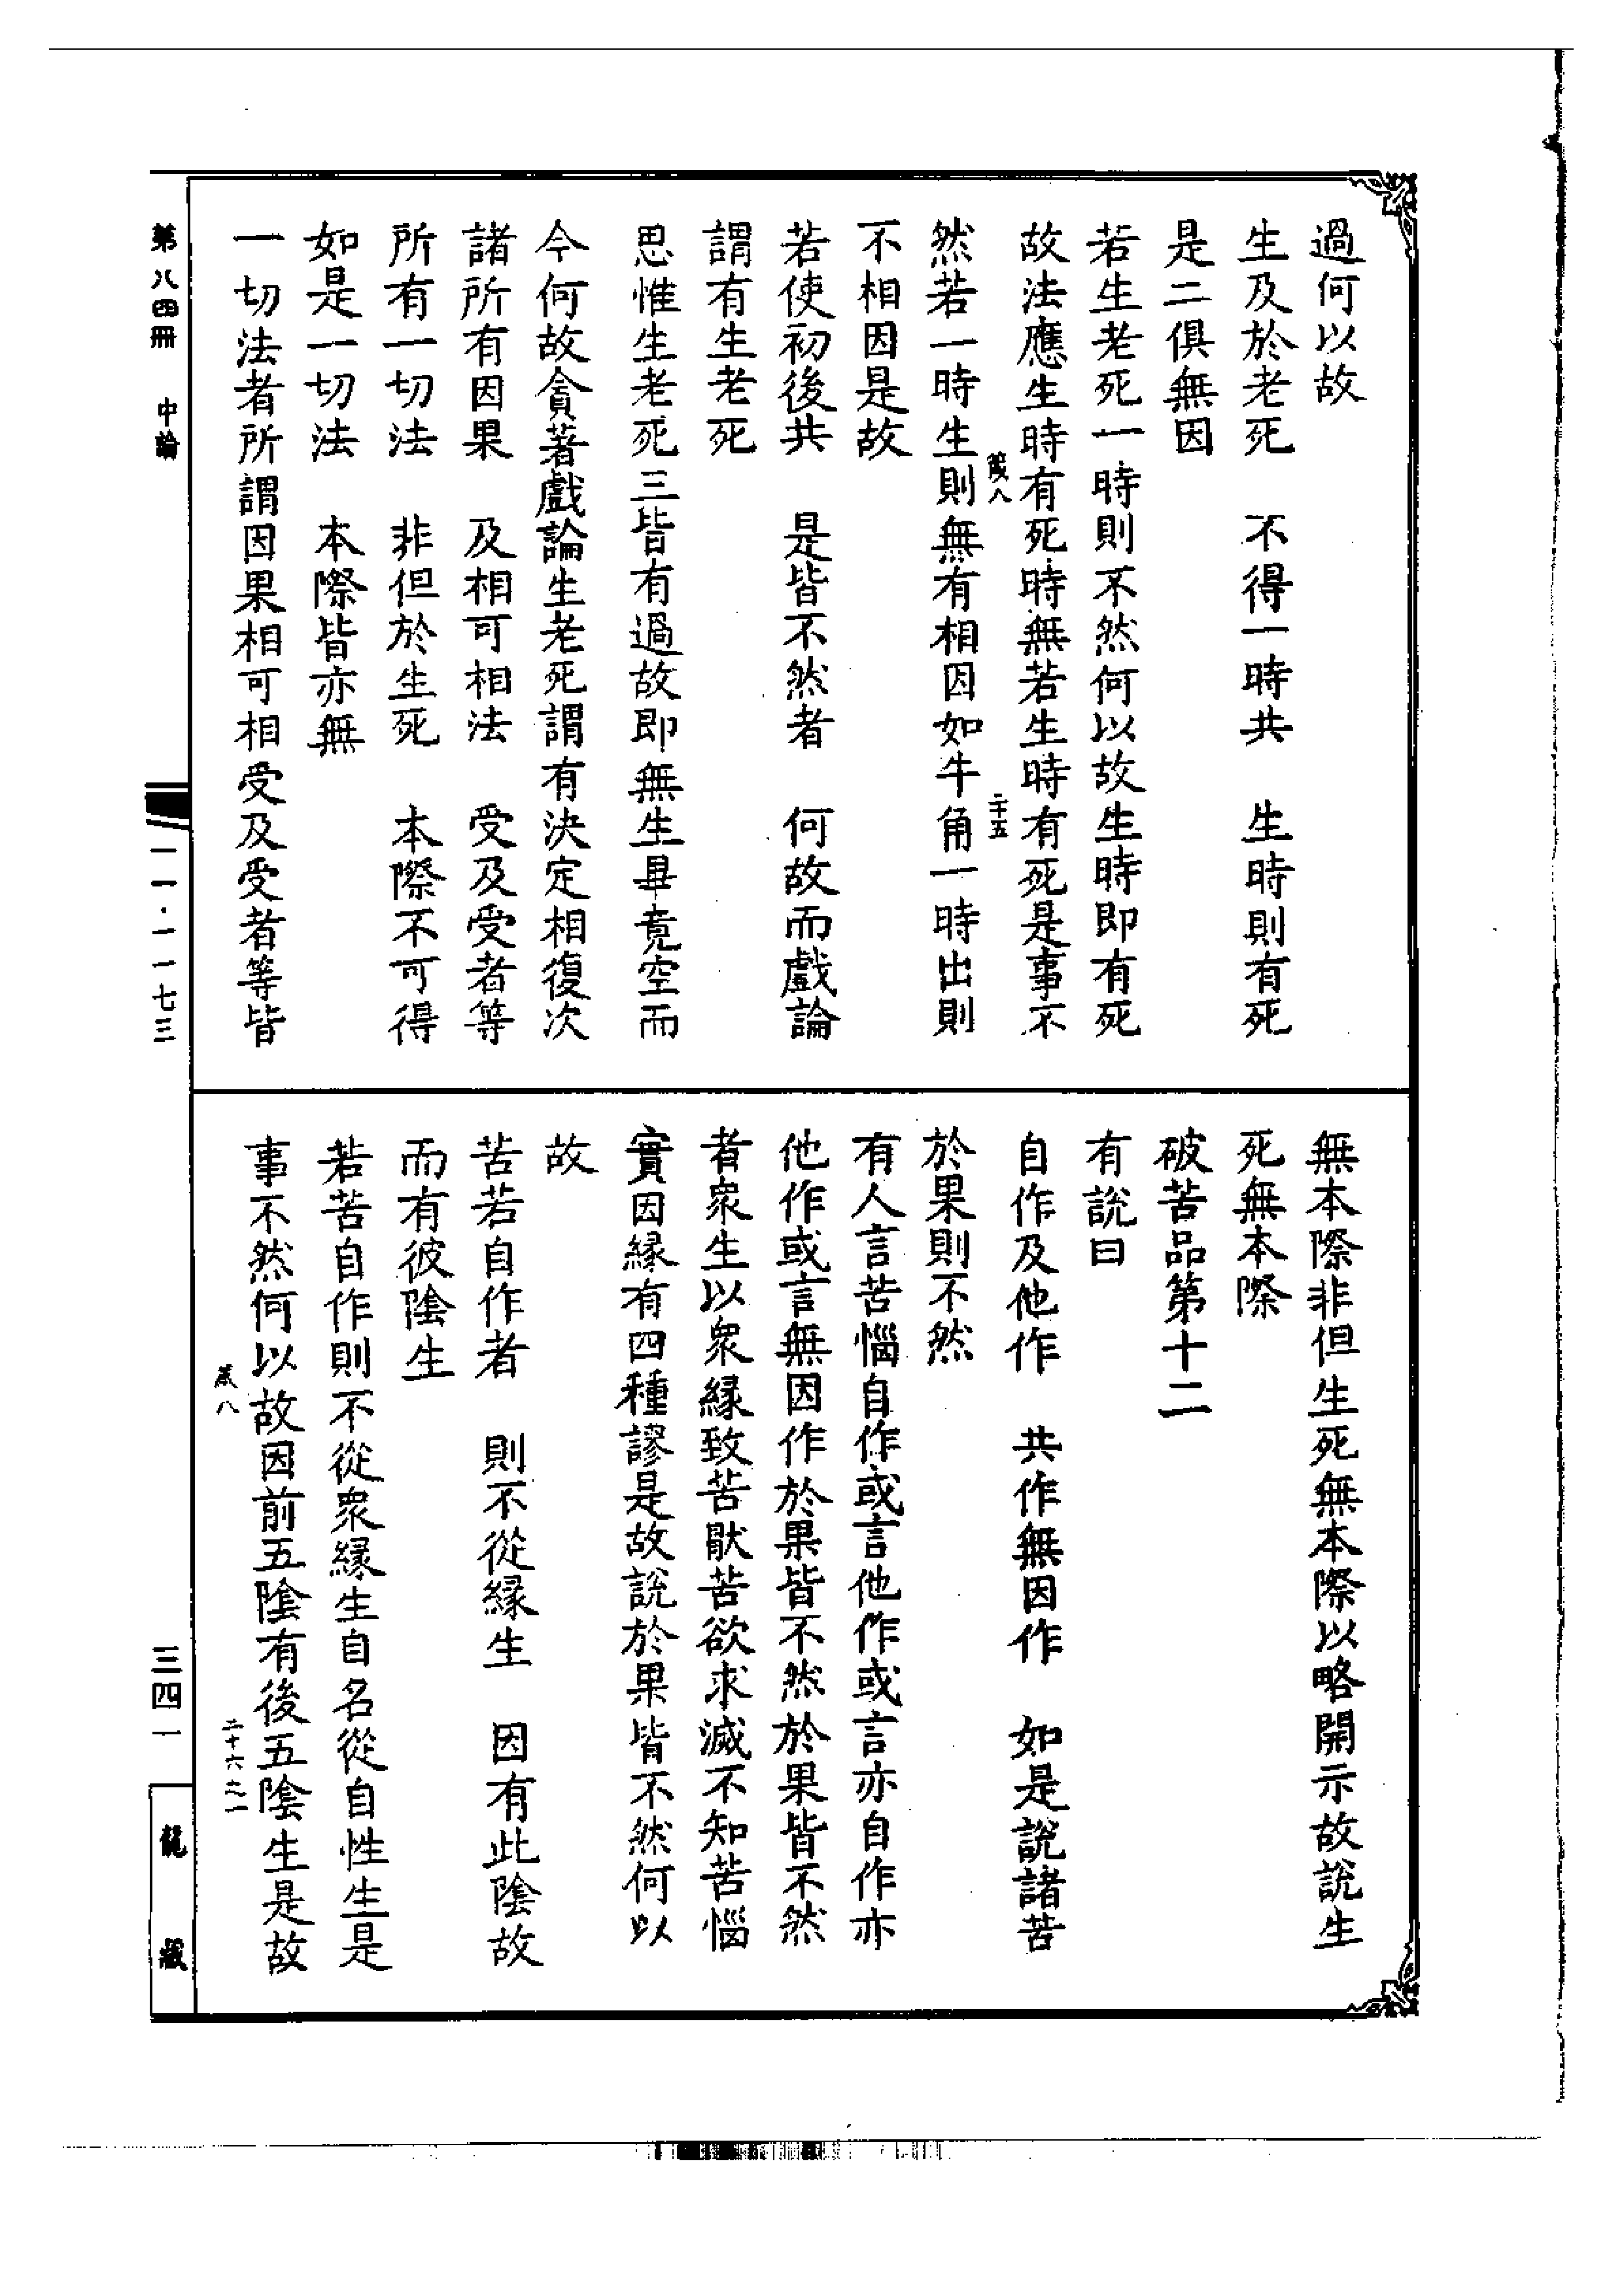 過何以故
生及於老死　不得一時共　生時則有死
是二俱無因
若生老死一時則不然何以故生時即有死
故法應生時有死時無若生時有死是事不
然若一時生則無有相因如牛角一時出則
不相因是故
若使初後共　是皆不然者　何故而戲論
謂有生老死
思惟生老死三皆有過故即無生畢竟空而
今何故貪著戲論生老死謂有決定相復次
諸所有因果　及相可相法　受及受者等
所有一切法　非但於生死　本際不可得
如是一切法　本際皆亦無
一切法者所謂因果相可相受及受者等皆
無本際非但生死無本際以略開示故說生
死無本際
破苦品第十二
有說曰
自作及他作　共作無因作　如是說諸苦
於果則不然
有人言苦惱自作或言他作或言亦自作亦
他作或言無因作於果皆不然於果皆不然
者衆生以衆緣致苦猒苦欲求滅不知苦惱
實因緣有四種謬是故說於果皆不然何以
故
苦若自作者　則不從緣生　因有此陰故
而有彼陰生
若苦自作則不從衆緣生自名從自性生是
事不然何以故因前五陰有後五陰生是故
二十五
八
二十六之一
第八四冊　中論
一一·一一七三
三四一
龍藏